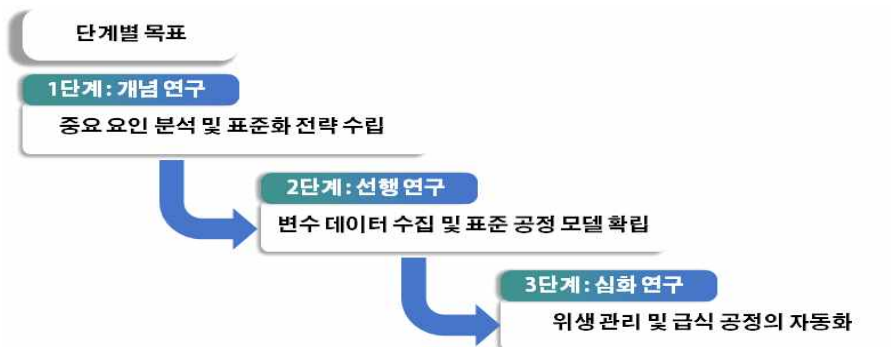 단계별 목표
1단계 : 개념 연구
중요 요인 분석 및 표준화 전략 수립
2단계 : 선행 연구
변수 데이터 수집 및 표준 공정 모델 확립
3단계 : 심화 연구
위생 관리 및 급식 공정의 자동화